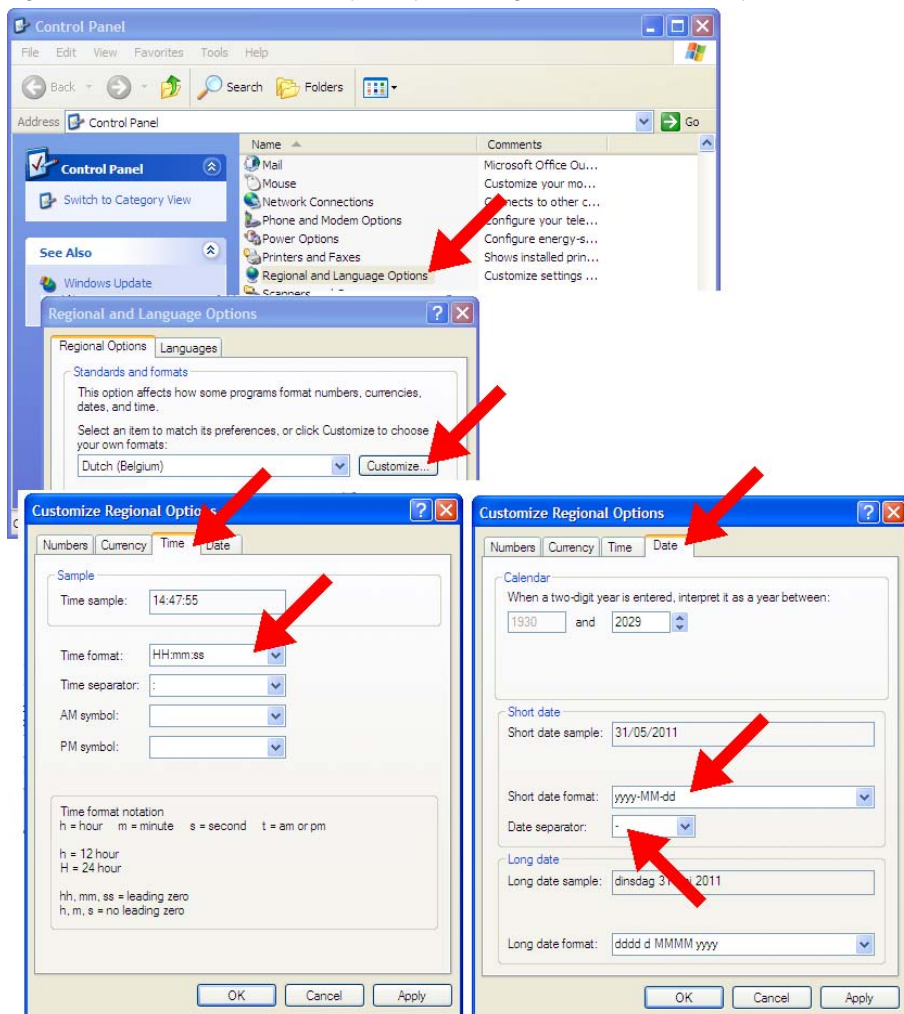 Control Panel
File Edit View Favorites Tools Help
Back Search Folders
Address Control Panel Go
Name Comments
Control Panel
Switch to Category View
See Also
Windows Update
Mail Microsoft Office Ou...
Mouse Customize your mo...
Network Connections Connects to other c...
Phone and Modem Options Configure your tele...
Power Options Configure energy-s...
Printers and Faxes Shows installed prin...
Regional and Language Options Customize settings ...
Scanners
Regional and Language Options
Regional Options Languages
Standards and formats
This option affects how some programs format numbers, currencies,
dates, and time.
Select an item to match its preferences, or click Customize to choose
your own formats:
Dutch (Belgium) Customize...
Customize Regional Options
Numbers Currency Time Date
Sample
Time sample: 14:47:55
Time format: HH:mm:ss
Time separator: :
AM symbol:
PM symbol:
Time format notation
h = hour m = minute s = second t = am or pm
h = 12 hour
H = 24 hour
hh, mm, ss = leading zero
h, m, s = no leading zero
OK Cancel Apply
Customize Regional Options
Numbers Currency Time Date
Calendar
When a two-digit year is entered, interpret it as a year between:
1930 and 2029
Short date
Short date sample: 31/05/2011
Short date format: yyyy-MM-dd
Date separator: -
Long date
Long date sample: dinsdag 31 2011
Long date format: dddd d MMMM yyyy
OK Cancel Apply